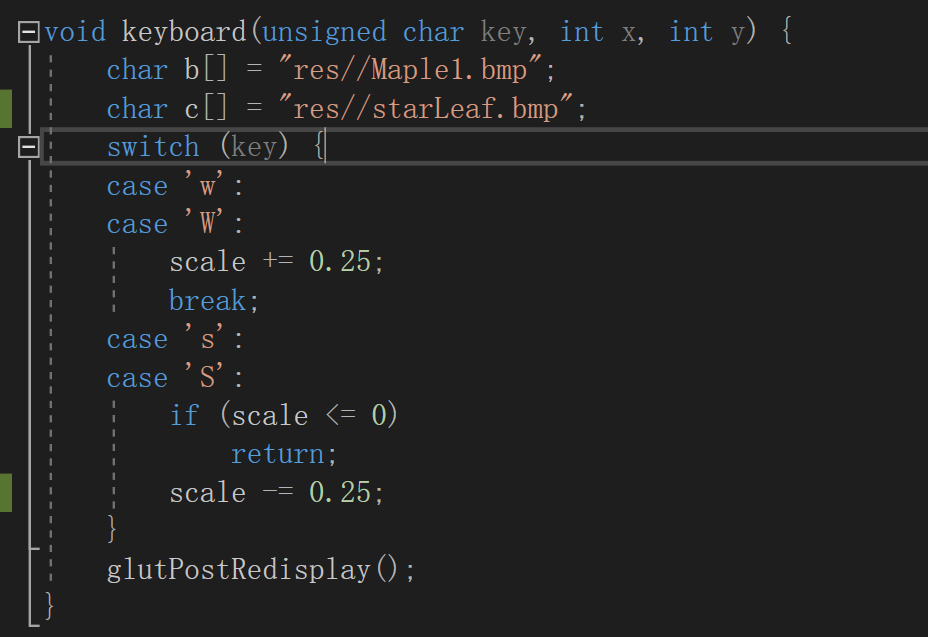 void keyboard(unsigned char key, int x, int y) {
    char b[] = "res//Maple1.bmp";
    char c[] = "res//starLeaf.bmp";
    switch (key) {
    case 'w':
    case 'W':
        scale += 0.25;
        break;
    case 's':
    case 'S':
        if (scale <= 0)
            return;
        scale -= 0.25;
    }
    glutPostRedisplay();
}